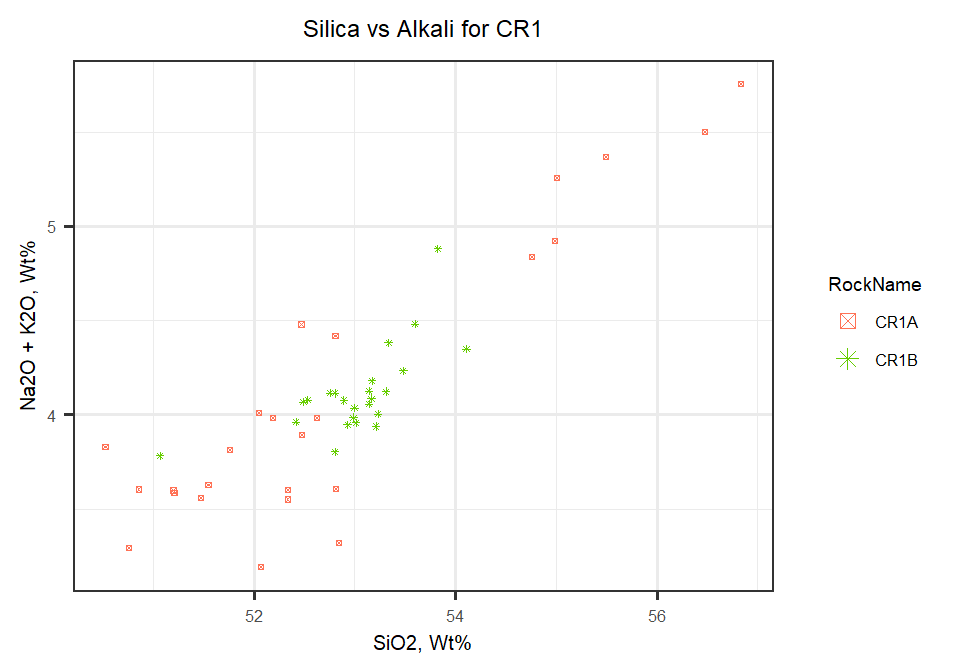 Silica vs Alkali for CR1
Na2O + K2O, Wt%
5
4
52
54
56
SiO2, Wt%
RockName
CR1A
CR1B